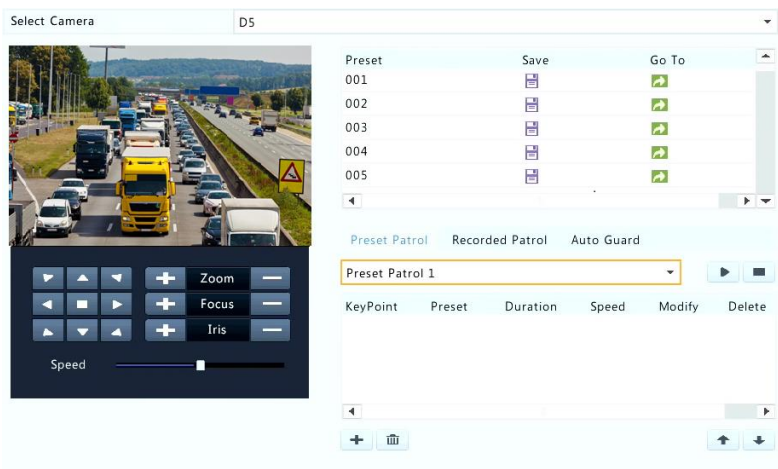 Select Camera D5
Preset Save Go To
001
002
003
004
005
Preset Patrol Recorded Patrol Auto Guard
Preset Patrol 1
KeyPoint Preset Duration Speed Modify Delete
Zoom
Focus
Iris
Speed